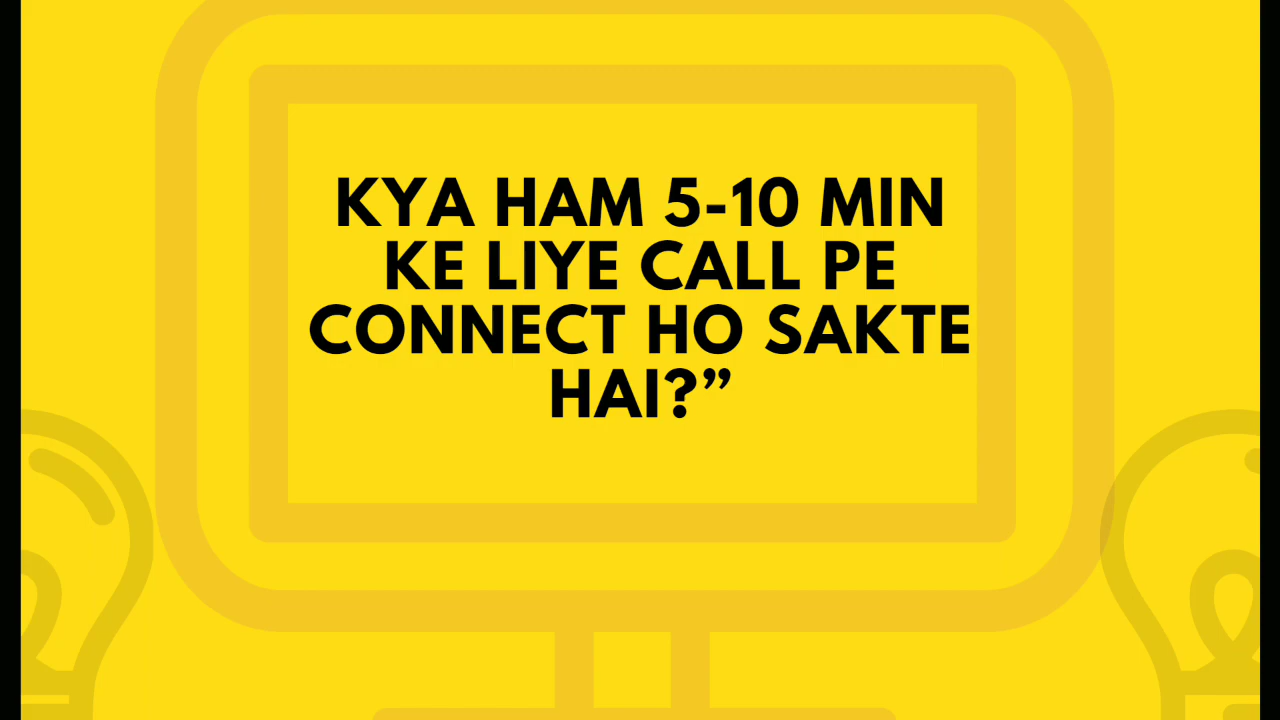 KYA HAM 5-10 MIN
KE LIYE CALL PE
CONNECT HO SAKTE
HAI?”